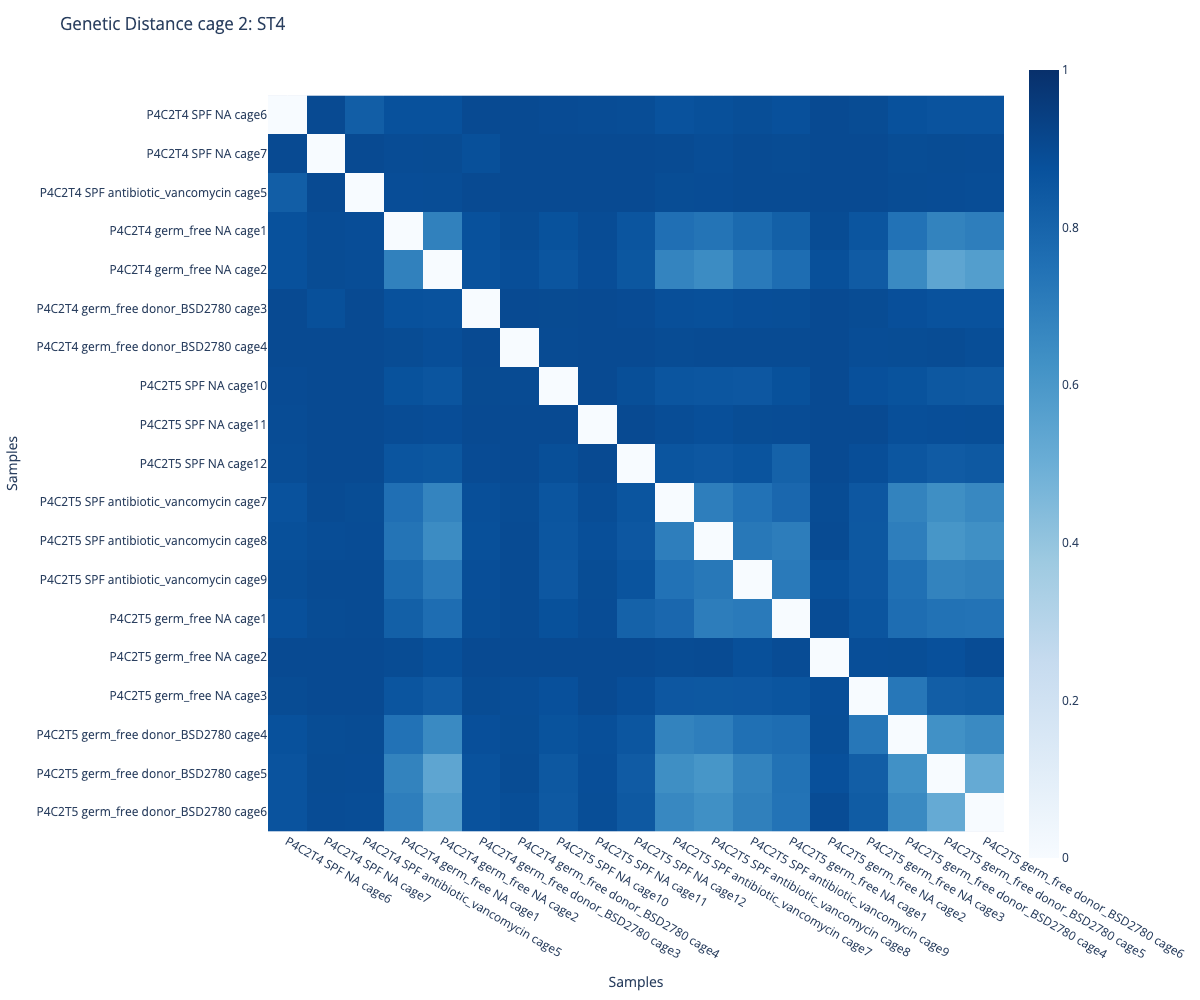 Genetic Distance cage 2: ST4
P4C2T4 SPF NA cage6
P4C2T4 SPF NA cage7
P4C2T4 SPF antibiotic_vancomycin cage5
P4C2T4 germ_free NA cage1
P4C2T4 germ_free NA cage2
P4C2T4 germ_free donor_BSD2780 cage3
P4C2T4 germ_free donor_BSD2780 cage4
P4C2T5 SPF NA cage10
P4C2T5 SPF NA cage11
P4C2T5 SPF NA cage12
P4C2T5 SPF antibiotic_vancomycin cage7
P4C2T5 SPF antibiotic_vancomycin cage8
P4C2T5 SPF antibiotic_vancomycin cage9
P4C2T5 germ_free NA cage1
P4C2T5 germ_free NA cage2
P4C2T5 germ_free NA cage3
P4C2T5 germ_free donor_BSD2780 cage4
P4C2T5 germ_free donor_BSD2780 cage5
P4C2T5 germ_free donor_BSD2780 cage6
Samples
P4C2T4 SPF NA cage6
P4C2T4 SPF NA cage7
P4C2T4 SPF antibiotic_vancomycin cage5
P4C2T4 germ_free NA cage1
P4C2T4 germ_free NA cage2
P4C2T4 germ_free donor_BSD2780 cage3
P4C2T4 germ_free donor_BSD2780 cage4
P4C2T5 SPF NA cage10
P4C2T5 SPF NA cage11
P4C2T5 SPF NA cage12
P4C2T5 SPF antibiotic_vancomycin cage7
P4C2T5 SPF antibiotic_vancomycin cage8
P4C2T5 SPF antibiotic_vancomycin cage9
P4C2T5 germ_free NA cage1
P4C2T5 germ_free NA cage2
P4C2T5 germ_free NA cage3
P4C2T5 germ_free donor_BSD2780 cage4
P4C2T5 germ_free donor_BSD2780 cage5
P4C2T5 germ_free donor_BSD2780 cage6
Samples
1
0.8
0.6
0.4
0.2
0